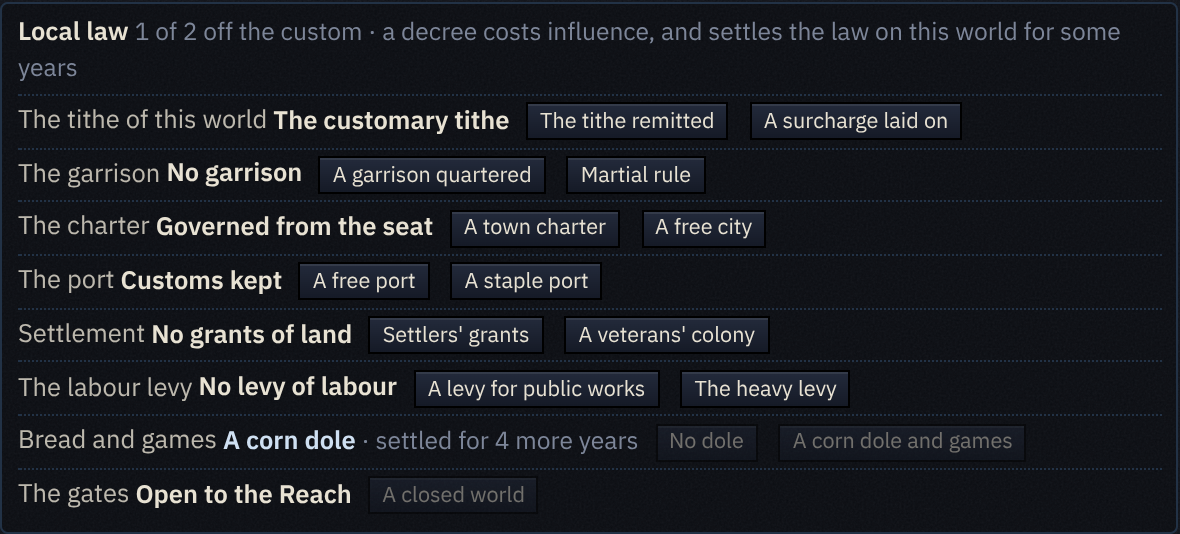 Local law 1 of 2 off the custom · a decree costs influence, and settles the law on this world for some
years
The tithe of this world The customary tithe The tithe remitted A surcharge laid on
The garrison No garrison A garrison quartered Martial rule
The charter Governed from the seat A town charter A free city
The port Customs kept A free port A staple port
Settlement No grants of land Settlers' grants A veterans' colony
The labour levy No levy of labour A levy for public works The heavy levy
Bread and games A corn dole · settled for 4 more years No dole A corn dole and games
The gates Open to the Reach A closed world